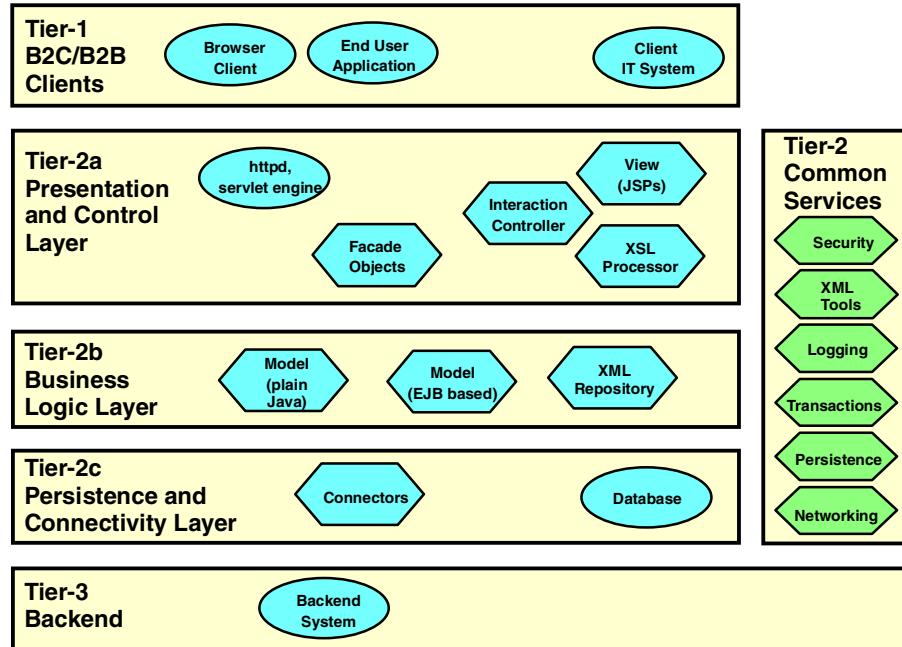 Tier-1
B2C/B2B
Clients
Browser
Client
End User
Application
Client
IT System
Tier-2a
Presentation
and Control
Layer
httpd,
servlet engine
Facade
Objects
Interaction
Controller
View
(JSPs)
XSL
Processor
Tier-2b
Business
Logic Layer
Model
(plain
Java)
Model
(EJB based)
XML
Repository
Tier-2c
Persistence and
Connectivity Layer
Connectors
Database
Tier-2
Common
Services
Security
XML
Tools
Logging
Transactions
Persistence
Networking
Tier-3
Backend
Backend
System